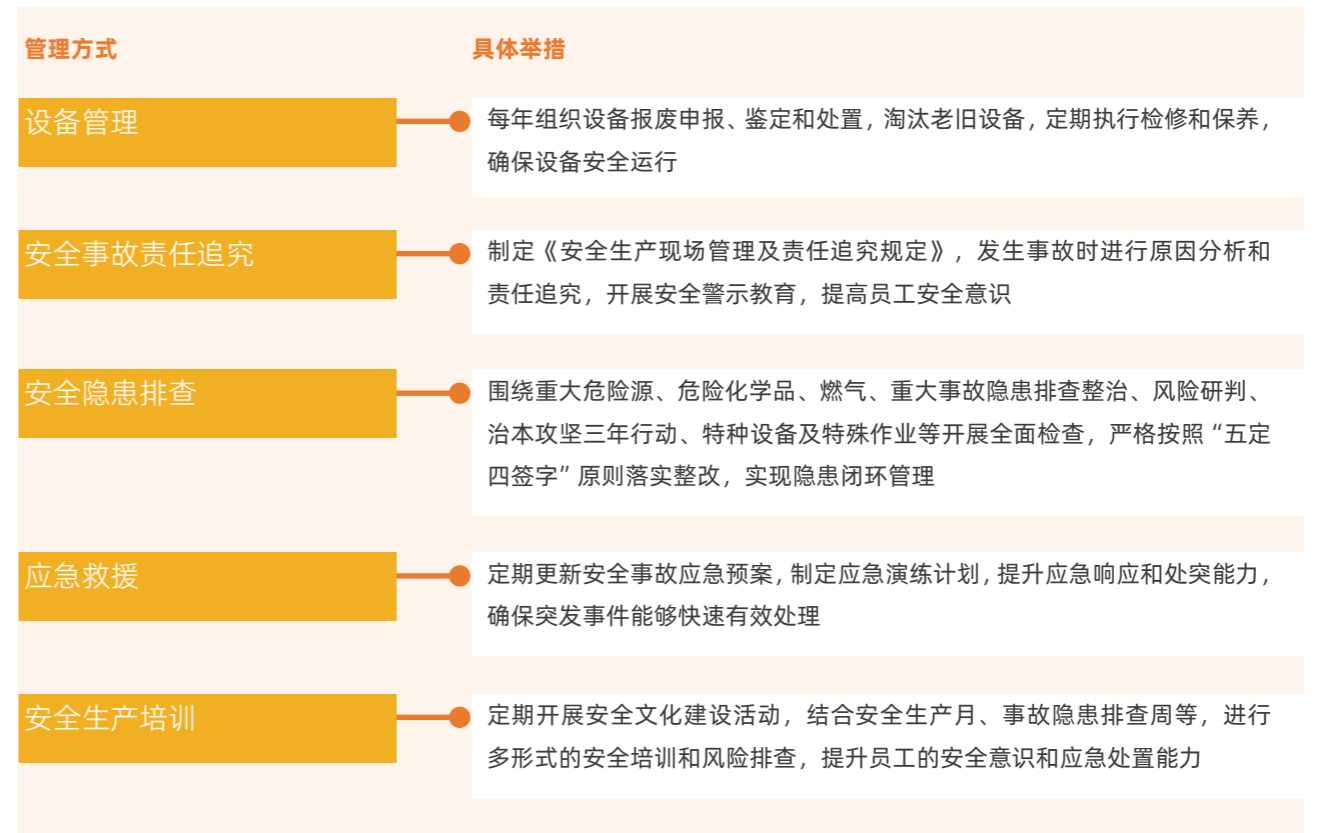 管理方式
具体举措
设备管理
每年组织设备报废申报、鉴定和处置，淘汰老旧设备，定期执行检修和保养，
确保设备安全运行
安全事故责任追究
制定《安全生产现场管理及责任追究规定》，发生事故时进行原因分析和
责任追究，开展安全警示教育，提高员工安全意识
安全隐患排查
围绕重大危险源、危险化学品、燃气、重大事故隐患排查整治、风险研判、
治本攻坚三年行动、特种设备及特殊作业等开展全面检查，严格按照“五定
四签字”原则落实整改，实现隐患闭环管理
应急救援
定期更新安全事故应急预案，制定应急演练计划，提升应急响应和处突能力，
确保突发事件能够快速有效处理
安全生产培训
定期开展安全文化建设活动，结合安全生产月、事故隐患排查周等，进行
多形式的安全培训和风险排查，提升员工的安全意识和应急处置能力